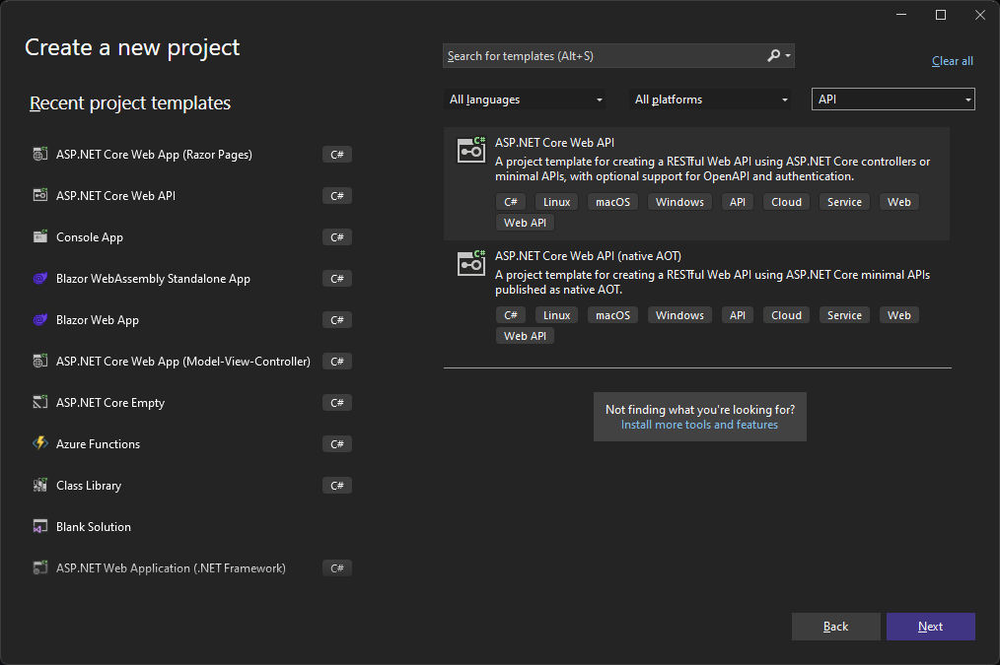 Create a new project
Search for templates (Alt+S)
Clear all
Recent project templates
All languages
All platforms
API
ASP.NET Core Web App (Razor Pages) C#
ASP.NET Core Web API C#
Console App C#
Blazor WebAssembly Standalone App C#
Blazor Web App C#
ASP.NET Core Web App (Model-View-Controller) C#
ASP.NET Core Empty C#
Azure Functions C#
Class Library C#
Blank Solution
ASP.NET Web Application (.NET Framework) C#
ASP.NET Core Web API
A project template for creating a RESTful Web API using ASP.NET Core controllers or
minimal APIs, with optional support for OpenAPI and authentication.
C# Linux macOS Windows API Cloud Service Web
Web API
ASP.NET Core Web API (native AOT)
A project template for creating a RESTful Web API using ASP.NET Core minimal APIs
published as native AOT.
C# Linux macOS Windows API Cloud Service Web
Web API
Not finding what you're looking for?
Install more tools and features
Back
Next